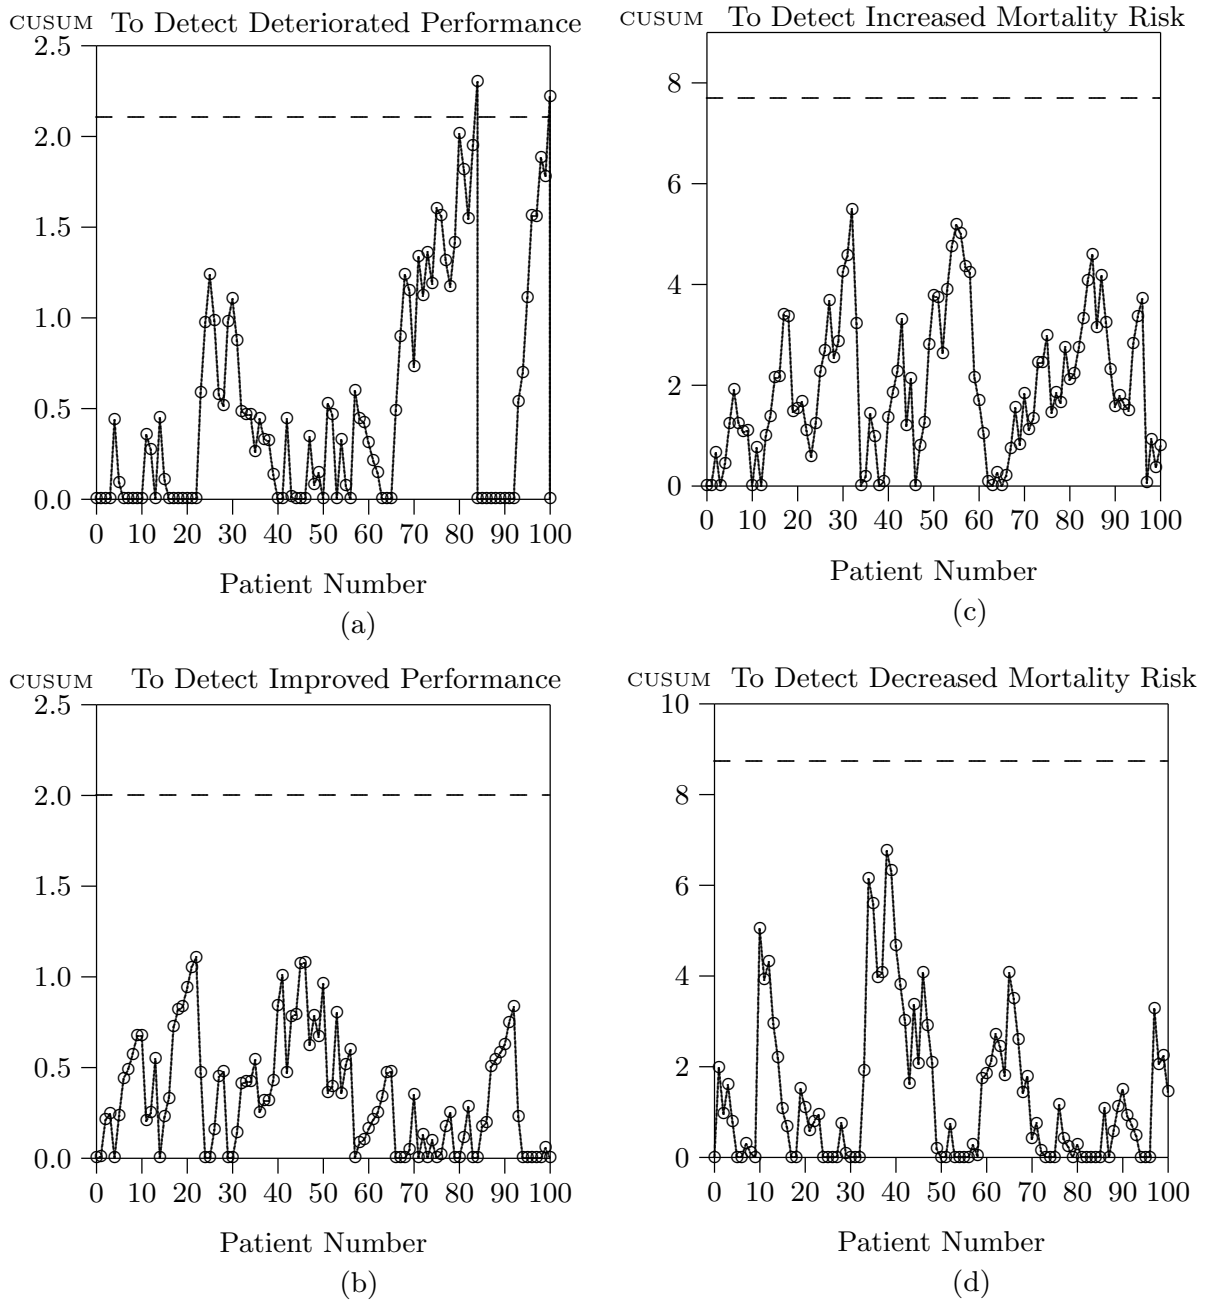 CUSUM To Detect Deteriorated Performance
2.5
2.0
1.5
1.0
0.5
0.0
0 10 20 30 40 50 60 70 80 90 100
Patient Number
(a)
CUSUM To Detect Increased Mortality Risk
8
6
4
2
0
0 10 20 30 40 50 60 70 80 90 100
Patient Number
(c)
CUSUM To Detect Improved Performance
2.5
2.0
1.5
1.0
0.5
0.0
0 10 20 30 40 50 60 70 80 90 100
Patient Number
(b)
CUSUM To Detect Decreased Mortality Risk
10
8
6
4
2
0
0 10 20 30 40 50 60 70 80 90 100
Patient Number
(d)